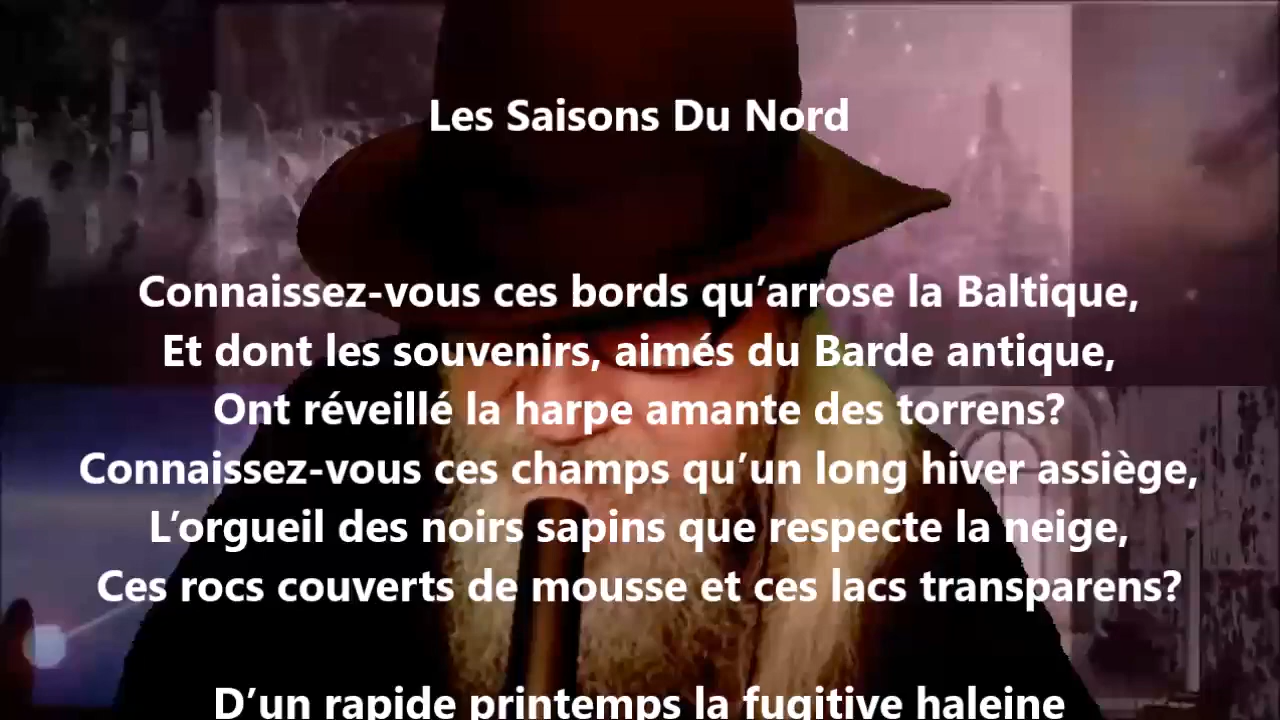 Les Saisons Du Nord
Connaissez-vous ces bords qu’arrose la Baltique,
Et dont les souvenirs, aimés du Barde antique,
Ont réveillé la harpe amante des torrens?
Connaissez-vous ces champs qu’un long hiver assiège,
L’orgueil des noirs sapins que respecte la neige,
Ces rocs couverts de mousse et ces lacs transparens?
D’un rapide printemps la fugitive haleine